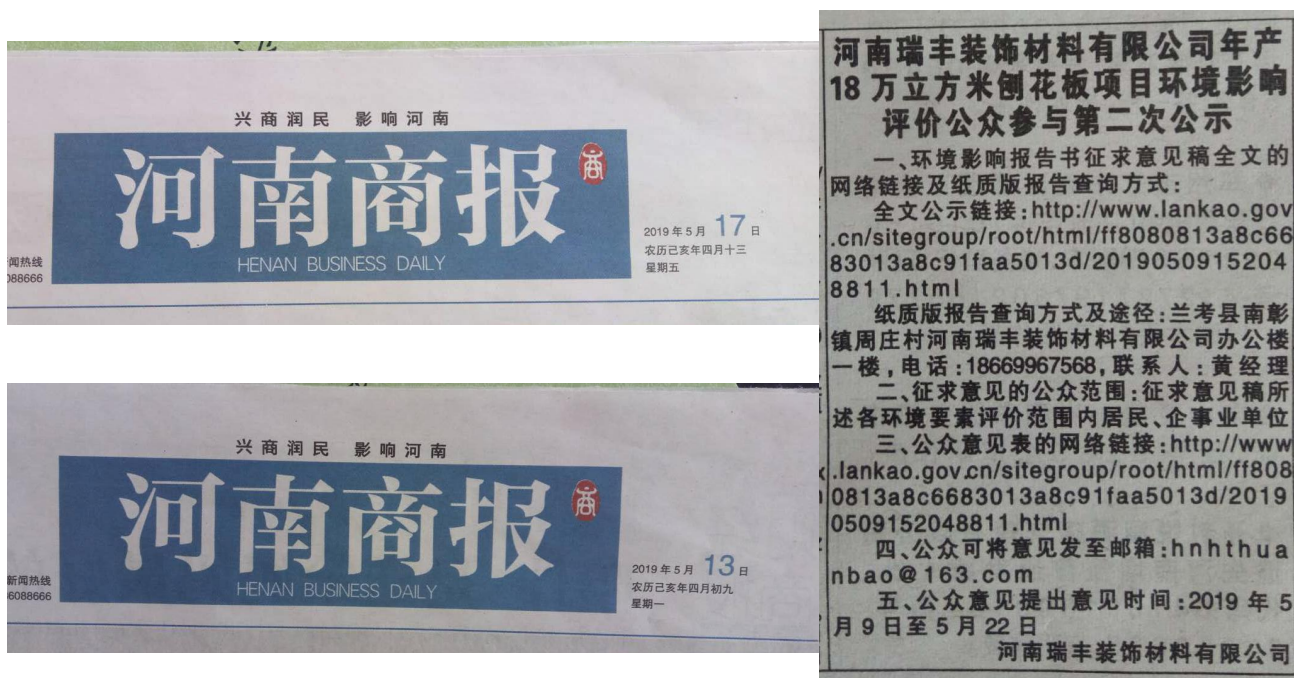 兴商润民 影响河南
河南商报
商
HENAN BUSINESS DAILY
2019年5月17日
农历己亥年四月十三
星期五
闻热线
088666
兴商润民 影响河南
河南商报
商
HENAN BUSINESS DAILY
2019年5月13日
农历己亥年四月初九
星期一
新闻热线
6088666
河南瑞丰装饰材料有限公司年产
18万立方米刨花板项目环境影响
评价公众参与第二次公示
一、环境影响报告书征求意见稿全文的
网络链接及纸质版报告查询方式:
全文公示链接:http://www.lankao.gov
.cn/sitegroup/root/html/ff8080813a8c66
83013a8c91faa5013d/2019050915204
8811.html
纸质版报告查询方式及途径:兰考县南彰
镇周庄村河南瑞丰装饰材料有限公司办公楼
一楼,电话:18669967568,联系人:黄经理
二、征求意见的公众范围:征求意见稿所
述各环境要素评价范围内居民、企事业单位
三、公众意见表的网络链接:http://www
.lankao.gov.cn/sitegroup/root/html/ff808
0813a8c6683013a8c91faa5013d/2019
0509152048811.html
四、公众可将意见发至邮箱:hnhthua
nbao@163.com
五、公众意见提出意见时间:2019年5
月9日至5月22日
河南瑞丰装饰材料有限公司